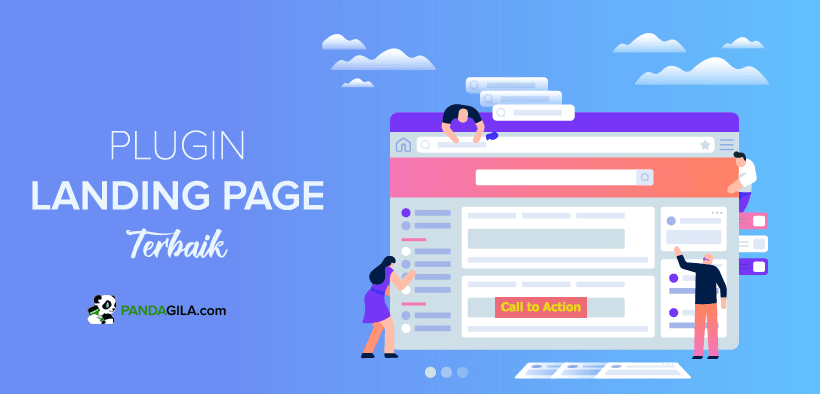 PLUGIN
LANDING PAGE
Terbaik
PANDAGILA.com
Call to Action